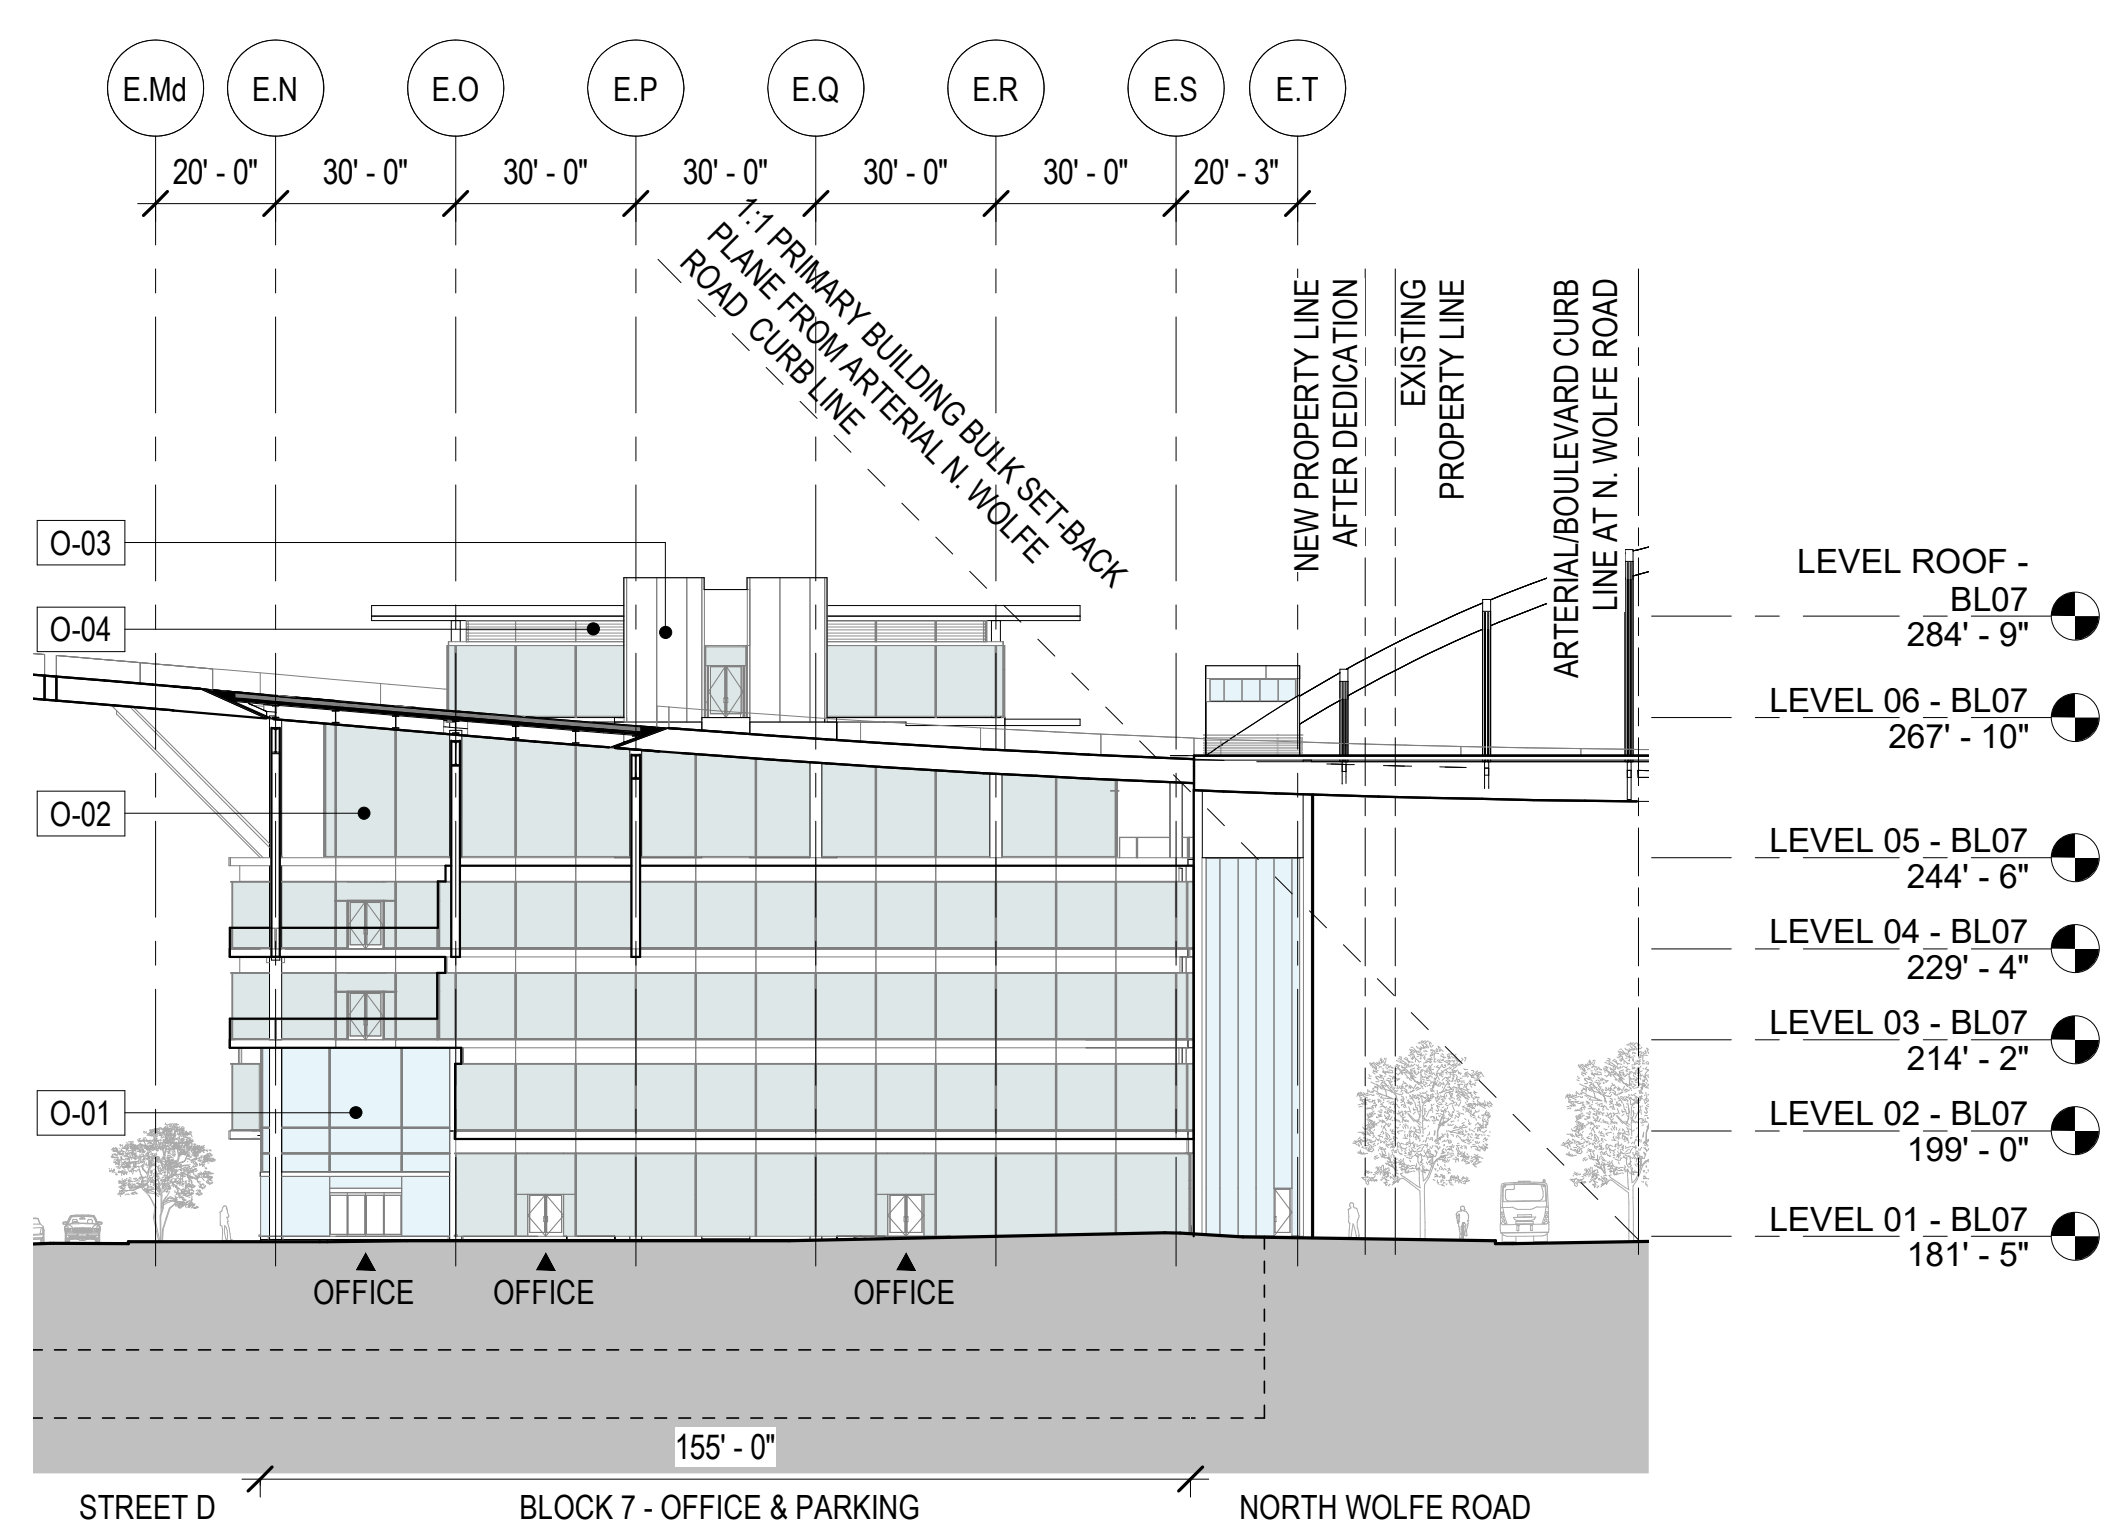 E.Md E.N E.O E.P E.Q E.R E.S E.T
20' - 0" 30' - 0" 30' - 0" 30' - 0" 30' - 0" 30' - 0" 20' - 3"
1:1 PRIMARY BUILDING BULK SET-BACK
PLANE FROM ARTERIAL N. WOLFE
ROAD CURB LINE
NEW PROPERTY LINE
AFTER DEDICATION
EXISTING
PROPERTY LINE
ARTERIAL/BOULEVARD CURB
LINE AT N. WOLFE ROAD
O-03
O-04
O-02
O-01
LEVEL ROOF -
BL07
284' - 9"
LEVEL 06 - BL07
267' - 10"
LEVEL 05 - BL07
244' - 6"
LEVEL 04 - BL07
229' - 4"
LEVEL 03 - BL07
214' - 2"
LEVEL 02 - BL07
199' - 0"
LEVEL 01 - BL07
181' - 5"
OFFICE OFFICE OFFICE
155' - 0"
STREET D BLOCK 7 - OFFICE & PARKING NORTH WOLFE ROAD